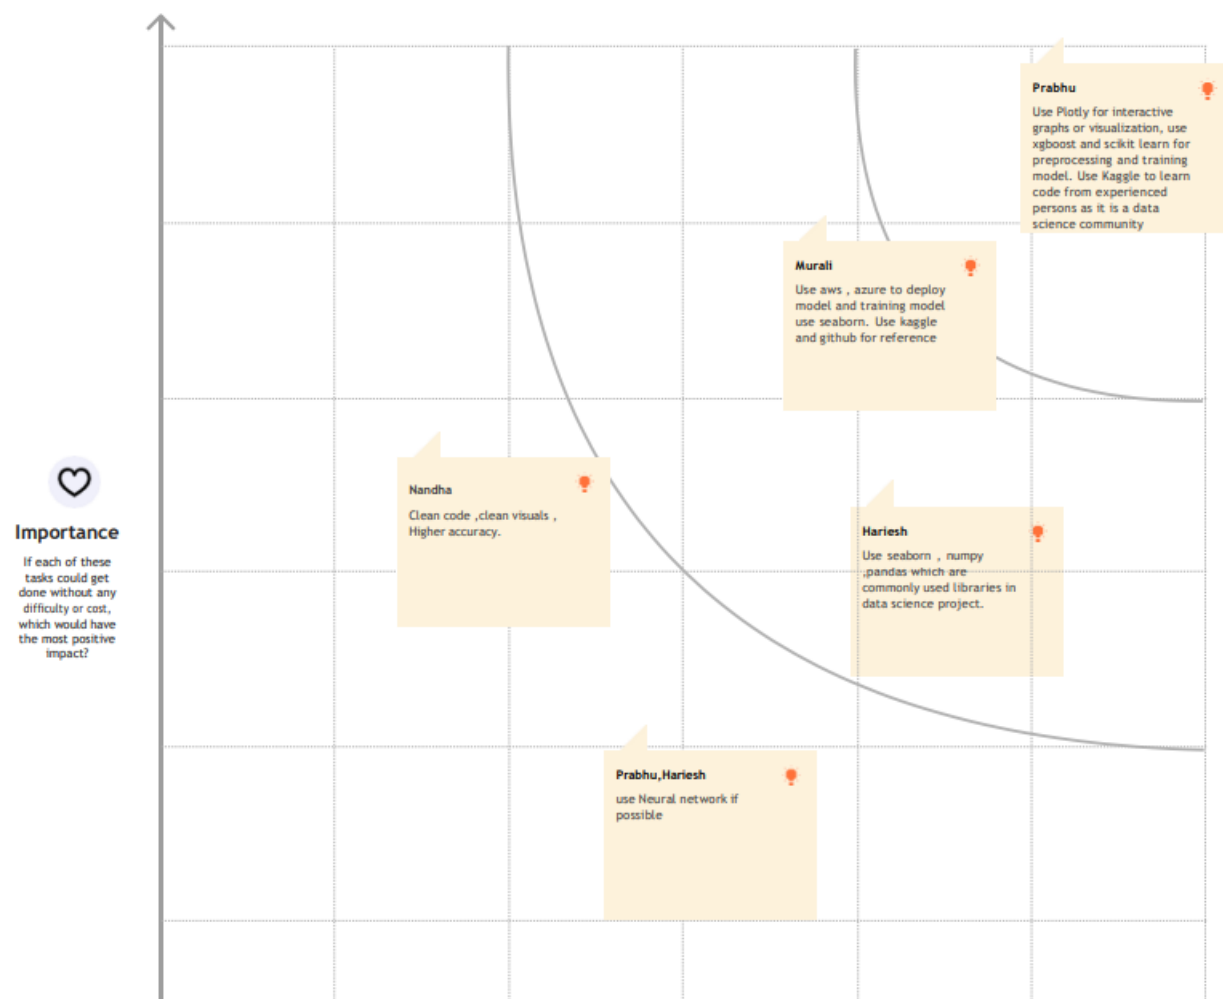 Prabhu
Use Plotly for interactive
graphs or visualization, use
xgboost and scikit learn for
preprocessing and training
model. Use Kaggle to learn
code from experienced
persons as it is a data
science community
Murali
Use aws , azure to deploy
model and training model
use seaborn. Use kaggle
and github for reference
Nandha
Clean code ,clean visuals ,
Higher accuracy.
Hariesh
Use seaborn , numpy
,pandas which are
commonly used libraries in
data science project.
Importance
If each of these
tasks could get
done without any
difficulty or cost,
which would have
the most positive
impact?
Prabhu,Hariesh
use Neural network if
possible